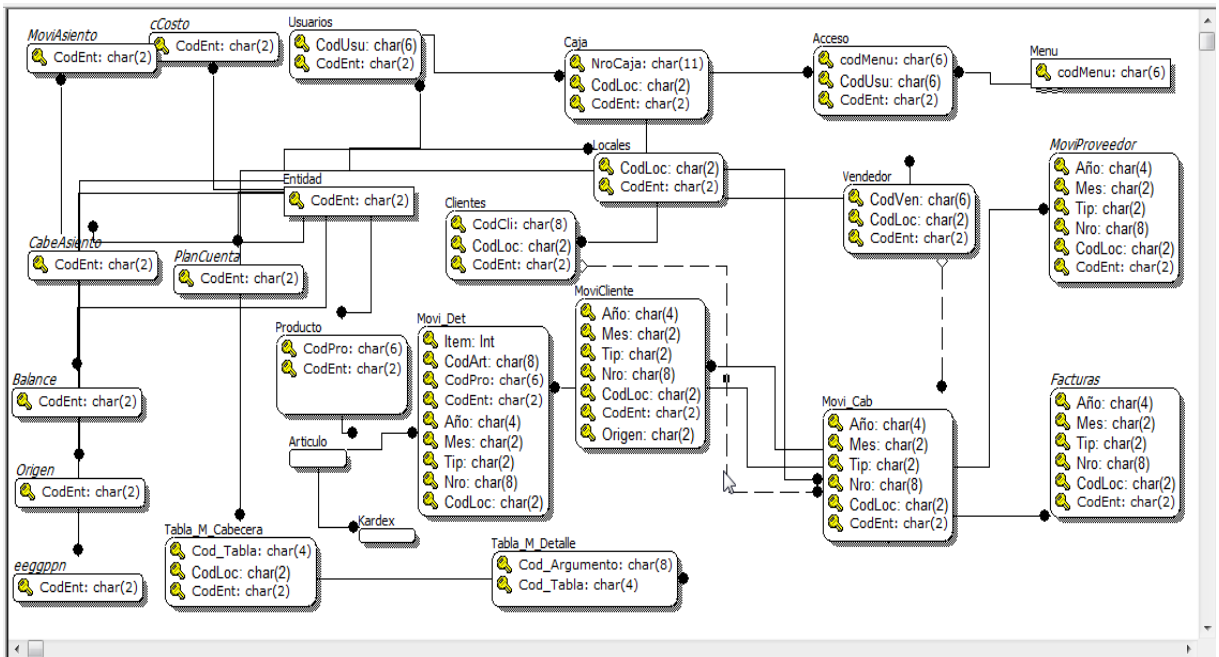 MoviAsiento
CodEnt: char(2)
cCosto
CodEnt: char(2)
Usuarios
CodUsu: char(6)
CodEnt: char(2)
Caja
NroCaja: char(11)
CodLoc: char(2)
CodEnt: char(2)
Acceso
codMenu: char(6)
CodUsu: char(6)
CodEnt: char(2)
Menu
codMenu: char(6)
Locales
CodLoc: char(2)
CodEnt: char(2)
MoviProveedor
Año: char(4)
Mes: char(2)
Tip: char(2)
Nro: char(8)
CodLoc: char(2)
CodEnt: char(2)
Entidad
CodEnt: char(2)
Vendedor
CodVen: char(6)
CodLoc: char(2)
CodEnt: char(2)
Clientes
CodCli: char(8)
CodLoc: char(2)
CodEnt: char(2)
CabeAsiento
CodEnt: char(2)
PlanCuenta
CodEnt: char(2)
MoviCliente
Año: char(4)
Mes: char(2)
Tip: char(2)
Nro: char(8)
CodLoc: char(2)
CodEnt: char(2)
Origen: char(2)
Producto
CodPro: char(6)
CodEnt: char(2)
Movi_Det
Item: Int
CodArt: char(8)
CodPro: char(6)
CodEnt: char(2)
Año: char(4)
Mes: char(2)
Tip: char(2)
Nro: char(8)
CodLoc: char(2)
Balance
CodEnt: char(2)
Facturas
Año: char(4)
Mes: char(2)
Tip: char(2)
Nro: char(8)
CodLoc: char(2)
CodEnt: char(2)
Movi_Cab
Año: char(4)
Mes: char(2)
Tip: char(2)
Nro: char(8)
CodLoc: char(2)
CodEnt: char(2)
Articulo
Origen
CodEnt: char(2)
Kardex
Tabla_M_Cabecera
Cod_Tabla: char(4)
CodLoc: char(2)
CodEnt: char(2)
Tabla_M_Detalle
Cod_Argumento: char(8)
Cod_Tabla: char(4)
eeggppn
CodEnt: char(2)